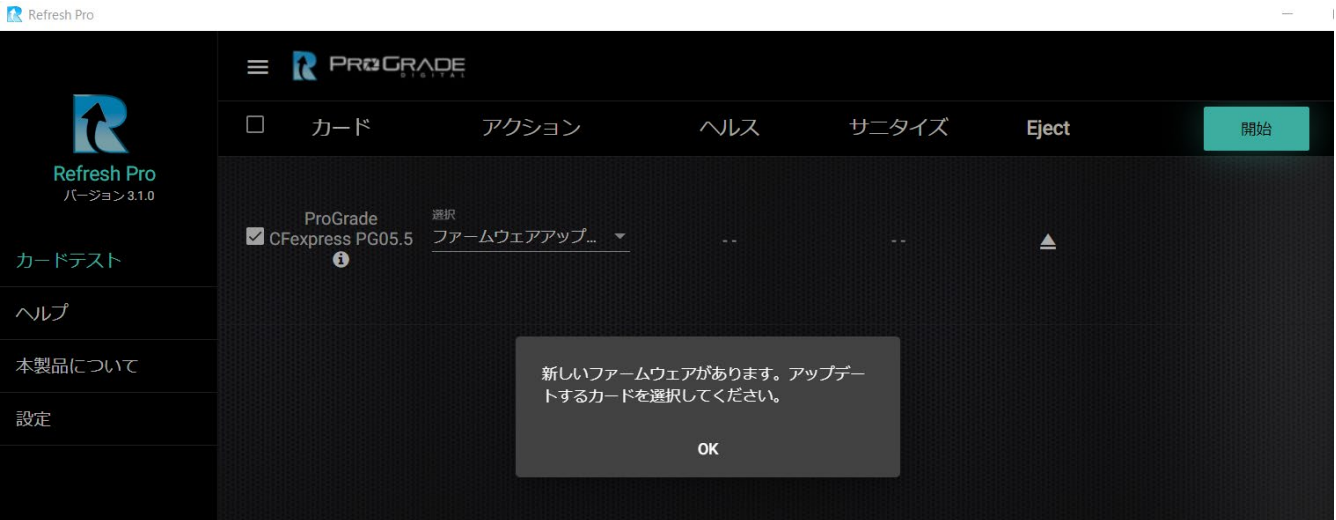 Refresh Pro
PROGRADE
DIGITAL
カード アクション ヘルス サニタイズ Eject 開始
Refresh Pro
バージョン 3.1.0
ProGrade
CFexpress PG05.5
選択
ファームウェアアップ...
- -
- -
カードテスト
ヘルプ
本製品について
設定
新しいファームウェアがあります。アップデー
トするカードを選択してください。
OK